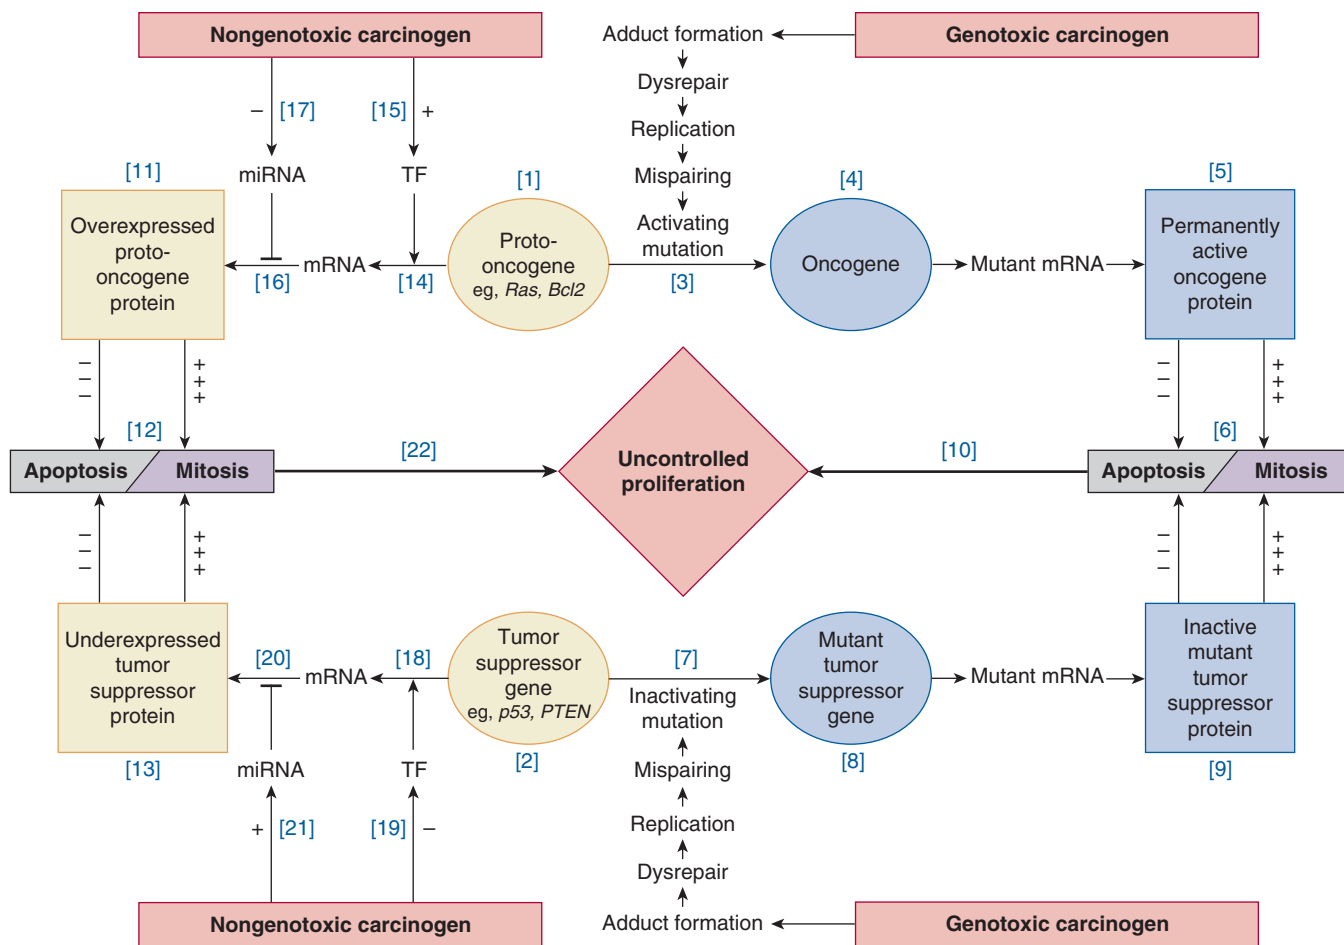 Nongenotoxic carcinogen
Adduct formation
Genotoxic carcinogen
Dysrepair
– [17]
[15] +
Replication
[11]
miRNA
TF
[1]
Mispairing
[4]
[5]
Overexpressed
proto-
oncogene
protein
[16]
mRNA
[14]
Proto-
oncogene
eg, Ras, Bcl2
Activating
mutation
[3]
Oncogene
Mutant mRNA
Permanently
active
oncogene
protein
– – –
+ + +
– – –
+ + +
[12]
[6]
Apoptosis
Mitosis
[22]
Uncontrolled
proliferation
[10]
Apoptosis
Mitosis
– – –
+ + +
– – –
+ + +
Underexpressed
tumor
suppressor
protein
[13]
[20]
mRNA
[18]
Tumor
suppressor
gene
eg, p53, PTEN
[2]
[7]
Inactivating
mutation
Mutant
tumor
suppressor
gene
[8]
Mutant mRNA
Inactive
mutant
tumor
suppressor
protein
[9]
miRNA
TF
Mispairing
+ [21]
[19] –
Replication
Dysrepair
Nongenotoxic carcinogen
Adduct formation
Genotoxic carcinogen